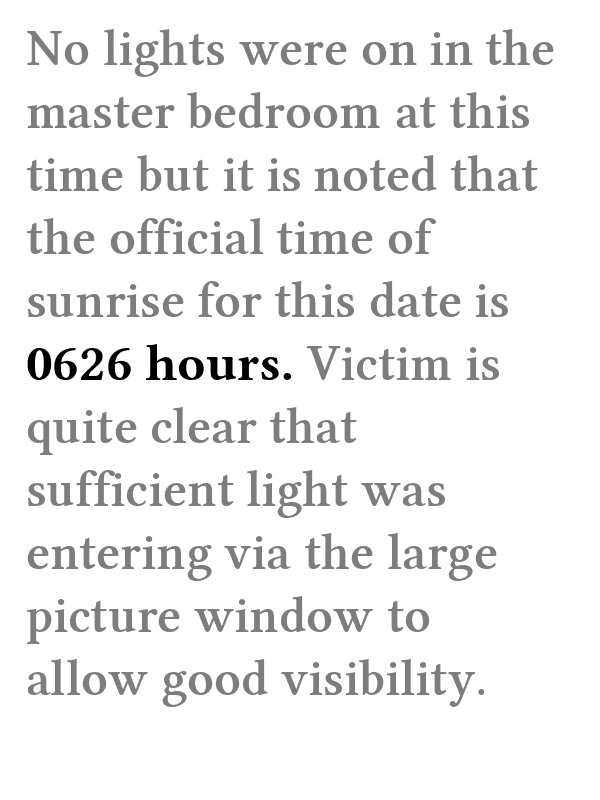 No lights were on in the
master bedroom at this
time but it is noted that
the official time of
sunrise for this date is
0626 hours. Victim is
quite clear that
sufficient light was
entering via the large
picture window to
allow good visibility.